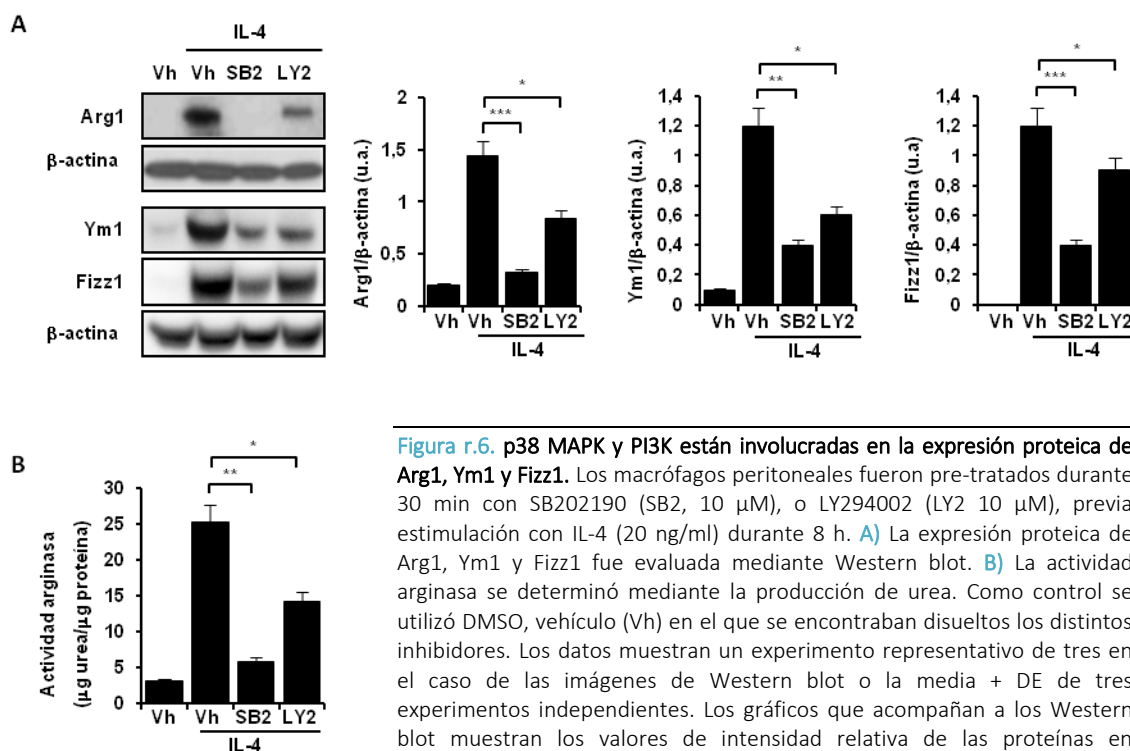 A
IL-4
Vh Vh SB2 LY2
Arg1
β-actina
Ym1
Fizz1
β-actina
Arg1/β-actina (u.a.)
2
1,5
1
0,5
0
*
***
Vh Vh SB2 LY2
IL-4
Ym1/β-actina (u.a.)
1,4
1,2
1
0,8
0,6
0,4
0,2
0
*
**
Vh Vh SB2 LY2
IL-4
Fizz1/β-actina (u.a)
1,4
1,2
1
0,8
0,6
0,4
0,2
0
*
***
Vh Vh SB2 LY2
IL-4
B
Actividad arginasa
(µg urea/µg proteína)
30
25
20
15
10
5
0
*
**
Vh Vh SB2 LY2
IL-4
Figura r.6. p38 MAPK y PI3K están involucradas en la expresión proteica de
Arg1, Ym1 y Fizz1. Los macrófagos peritoneales fueron pre-tratados durante
30 min con SB202190 (SB2, 10 µM), o LY294002 (LY2 10 µM), previa
estimulación con IL-4 (20 ng/ml) durante 8 h. A) La expresión proteica de
Arg1, Ym1 y Fizz1 fue evaluada mediante Western blot. B) La actividad
arginasa se determinó mediante la producción de urea. Como control se
utilizó DMSO, vehículo (Vh) en el que se encontraban disueltos los distintos
inhibidores. Los datos muestran un experimento representativo de tres en
el caso de las imágenes de Western blot o la media + DE de tres
experimentos independientes. Los gráficos que acompañan a los Western
blot muestran los valores de intensidad relativa de las proteínas en